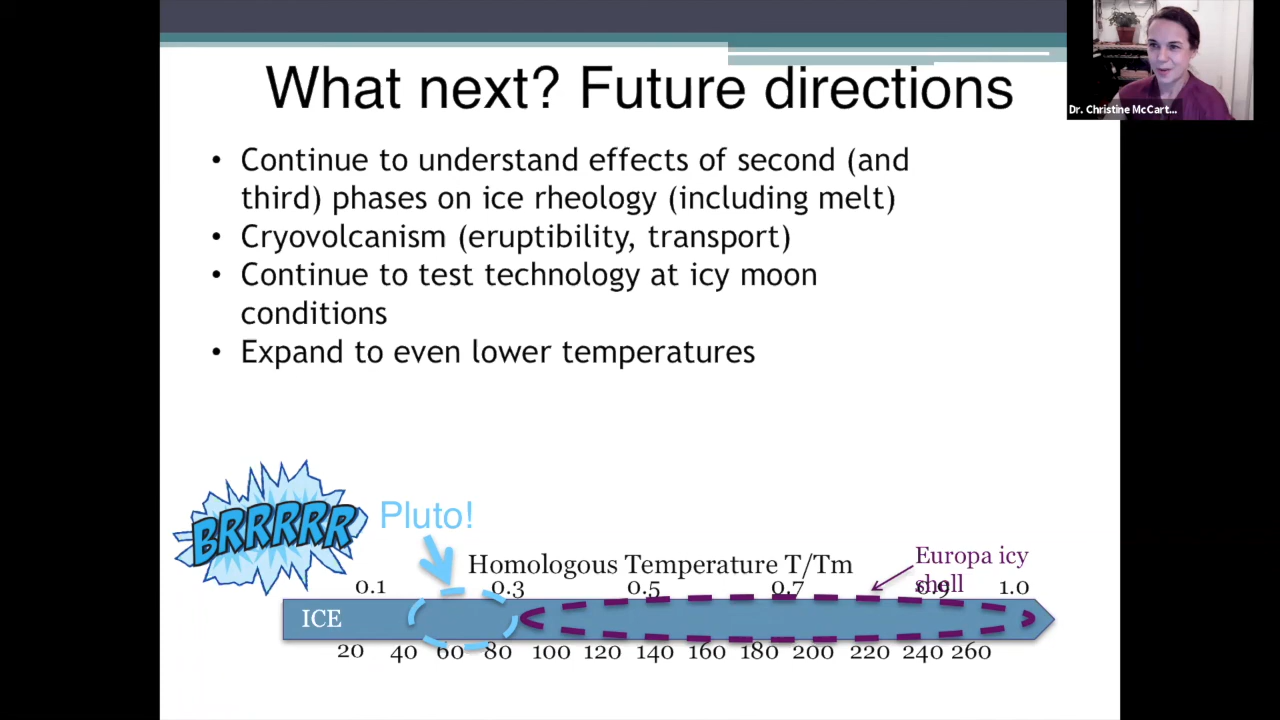 What next? Future directions
Dr. Christine McCart...
• Continue to understand effects of second (and
third) phases on ice rheology (including melt)
• Cryovolcanism (eruptibility, transport)
• Continue to test technology at icy moon
conditions
• Expand to even lower temperatures
BRRRRR
Pluto!
Homologous Temperature T/Tm
Europa icy
shell
0.1 0.3 0.5 0.7 0.9 1.0
ICE
20 40 60 80 100 120 140 160 180 200 220 240 260